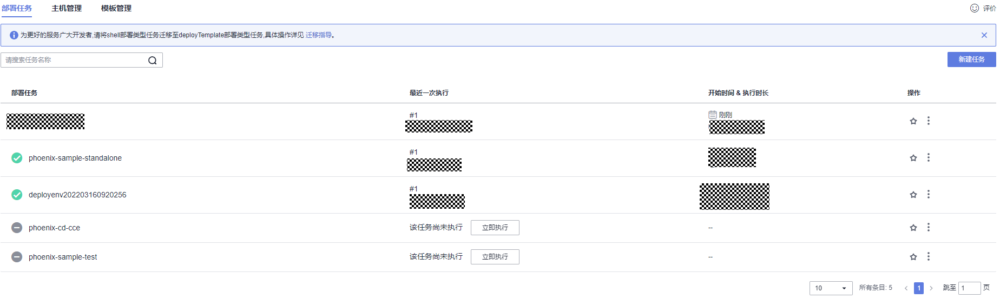 部署任务 主机管理 模板管理 评价
为更好的服务广大开发者,请将shell部署类型任务迁移至deployTemplate部署类型任务,具体操作详见 迁移指导。
请搜索任务名称 新建任务
部署任务 最近一次执行 开始时间 & 执行时长 操作
#1 刚刚
phoenix-sample-standalone #1
deployenv202203160920256 #1
phoenix-cd-cce 该任务尚未执行 立即执行 --
phoenix-sample-test 该任务尚未执行 立即执行 --
10 所有条目: 5 1 跳至 1 页